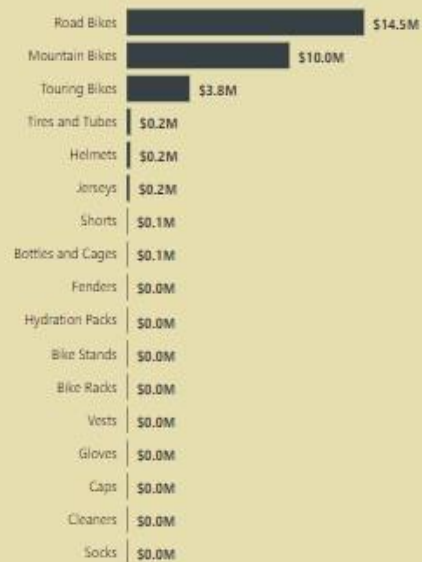 Road Bikes $14.5M
Mountain Bikes $10.0M
Touring Bikes $3.8M
Tires and Tubes $0.2M
Helmets $0.2M
Jerseys $0.2M
Shorts $0.1M
Bottles and Cages $0.1M
Fenders $0.0M
Hydration Packs $0.0M
Bike Stands $0.0M
Bike Racks $0.0M
Vests $0.0M
Gloves $0.0M
Caps $0.0M
Cleaners $0.0M
Socks $0.0M